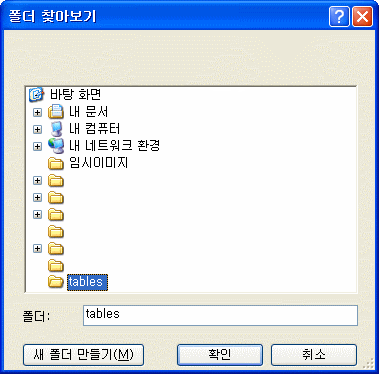 폴더 찾아보기
바탕 화면
내 문서
내 컴퓨터
내 네트워크 환경
임시이미지
tables
폴더: tables
새 폴더 만들기(M) 확인 취소